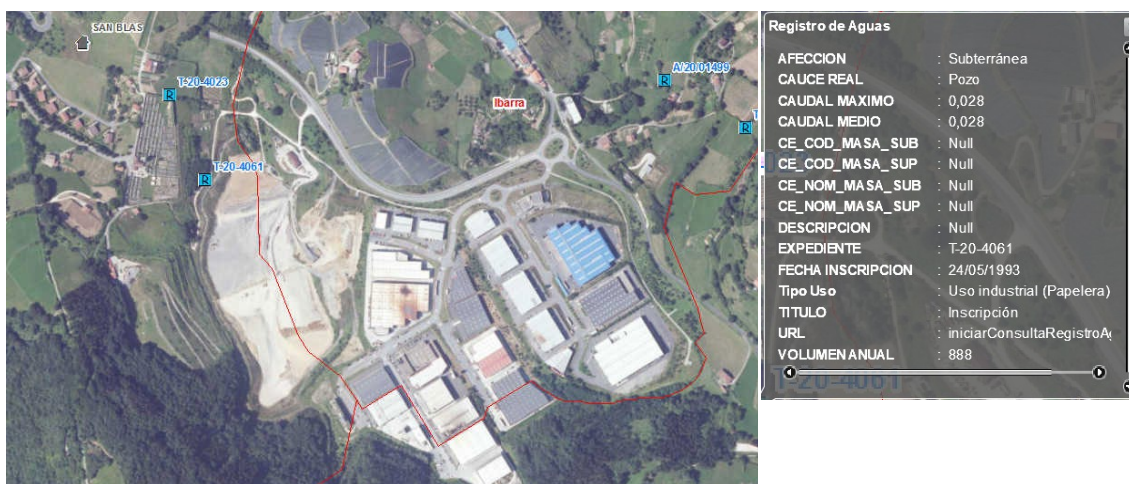 SAN BLAS
T-20-4023
A/20/01499
Ibarra
T-20-4061
Registro de Aguas
AFECCION : Subterránea
CAUCE REAL : Pozo
CAUDAL MAXIMO : 0,028
CAUDAL MEDIO : 0,028
CE_COD_MASA_SUB : Null
CE_COD_MASA_SUP : Null
CE_NOM_MASA_SUB : Null
CE_NOM_MASA_SUP : Null
DESCRIPCION : Null
EXPEDIENTE : T-20-4061
FECHA INSCRIPCION : 24/05/1993
Tipo Uso : Uso industrial (Papelera)
TITULO : Inscripción
URL : iniciarConsultaRegistroAg
VOLUMEN ANUAL : 888
T-20-4061